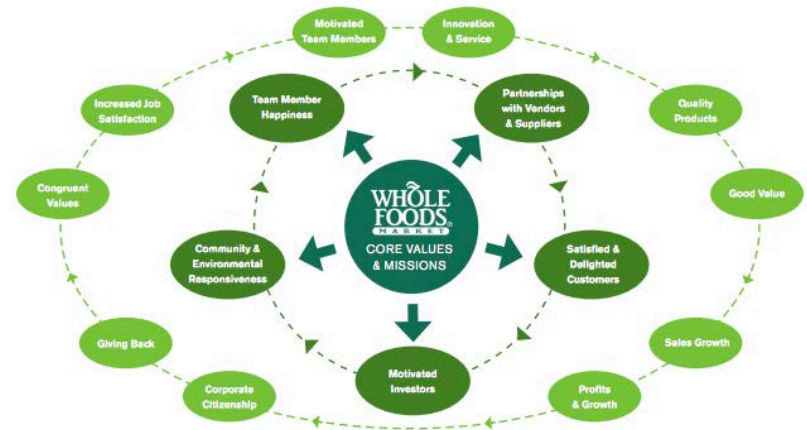 Motivated
Team Members
Innovation
& Service
Increased Job
Satisfaction
Team Member
Happiness
Partnerships
with Vendors
& Suppliers
Quality
Products
Congruent
Values
WHOLE
FOODS®
MARKET
CORE VALUES
& MISSIONS
Good Value
Community &
Environmental
Responsiveness
Satisfied &
Delighted
Customers
Giving Back
Sales Growth
Motivated
Investors
Corporate
Citizenship
Profits
& Growth